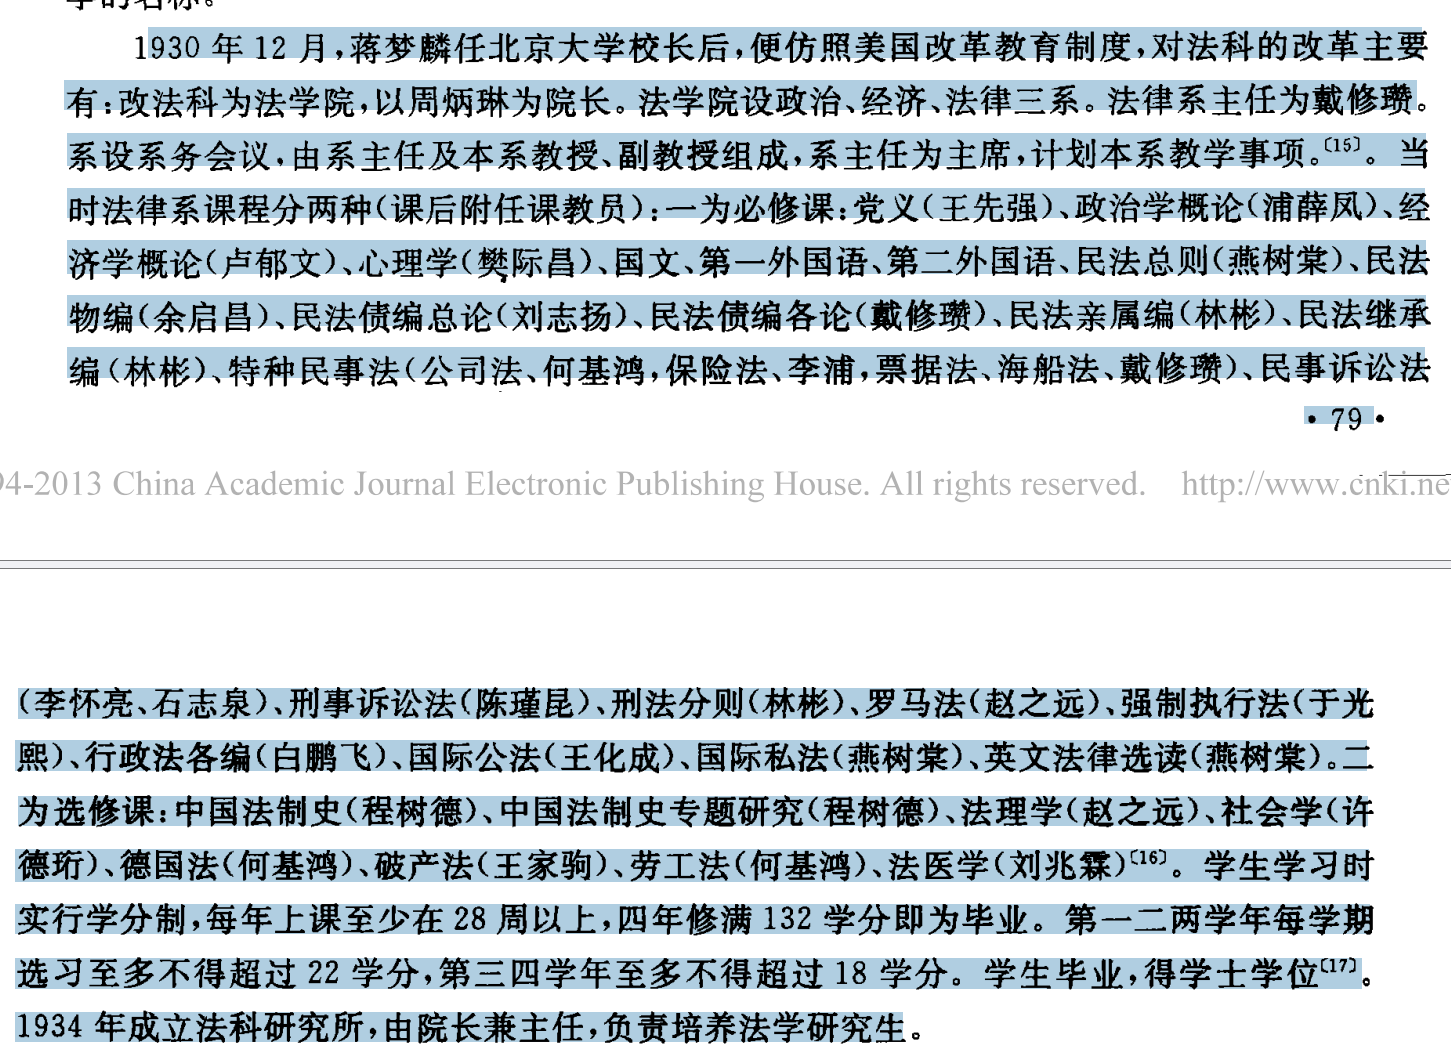 学的名称。
1930 年 12 月,蒋梦麟任北京大学校长后,便仿照美国改革教育制度,对法科的改革主要
有:改法科为法学院,以周炳琳为院长。法学院设政治、经济、法律三系。法律系主任为戴修瓒。
系设系务会议,由系主任及本系教授、副教授组成,系主任为主席,计划本系教学事项。〔15〕。当
时法律系课程分两种(课后附任课教员):一为必修课:党义(王先强)、政治学概论(浦薛凤)、经
济学概论(卢郁文)、心理学(樊际昌)、国文、第一外国语、第二外国语、民法总则(燕树棠)、民法
物编(余启昌)、民法债编总论(刘志扬)、民法债编各论(戴修瓒)、民法亲属编(林彬)、民法继承
编(林彬)、特种民事法(公司法、何基鸿,保险法、李浦,票据法、海船法、戴修瓒)、民事诉讼法
• 79 •
94-2013 China Academic Journal Electronic Publishing House. All rights reserved. http://www.cnki.ne
(李怀亮、石志泉)、刑事诉讼法(陈瑾昆)、刑法分则(林彬)、罗马法(赵之远)、强制执行法(于光
熙)、行政法各编(白鹏飞)、国际公法(王化成)、国际私法(燕树棠)、英文法律选读(燕树棠)。二
为选修课:中国法制史(程树德)、中国法制史专题研究(程树德)、法理学(赵之远)、社会学(许
德珩)、德国法(何基鸿)、破产法(王家驹)、劳工法(何基鸿)、法医学(刘兆霖)〔16〕。学生学习时
实行学分制,每年上课至少在 28 周以上,四年修满 132 学分即为毕业。第一二两学年每学期
选习至多不得超过 22 学分,第三四学年至多不得超过 18 学分。学生毕业,得学士学位〔17〕。
1934 年成立法科研究所,由院长兼主任,负责培养法学研究生。